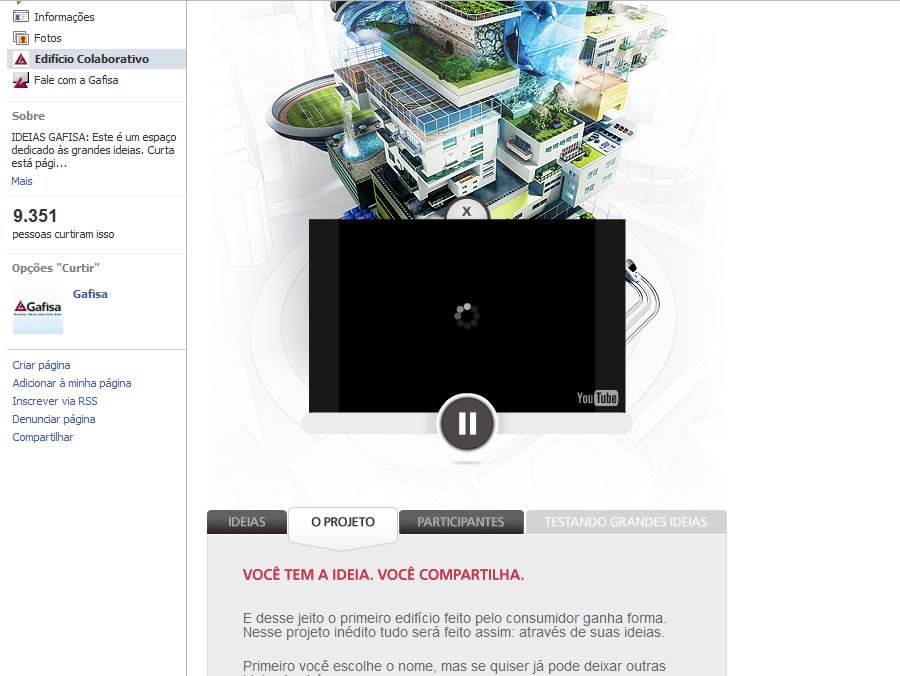 Informações
Fotos
Edifício Colaborativo
Fale com a Gafisa
Sobre
IDEIAS GAFISA: Este é um espaço
dedicado às grandes ideias. Curta
está pági...
Mais
9.351
pessoas curtiram isso
Opções "Curtir"
Gafisa
Gafisa
Criar página
Adicionar à minha página
Inscrever via RSS
Denunciar página
Compartilhar
X
YouTube
IDEIAS
O PROJETO
PARTICIPANTES
TESTANDO GRANDES IDEIAS
VOCÊ TEM A IDEIA. VOCÊ COMPARTILHA.
E desse jeito o primeiro edifício feito pelo consumidor ganha forma.
Nesse projeto inédito tudo será feito assim: através de suas ideias.
Primeiro você escolhe o nome, mas se quiser já pode deixar outras